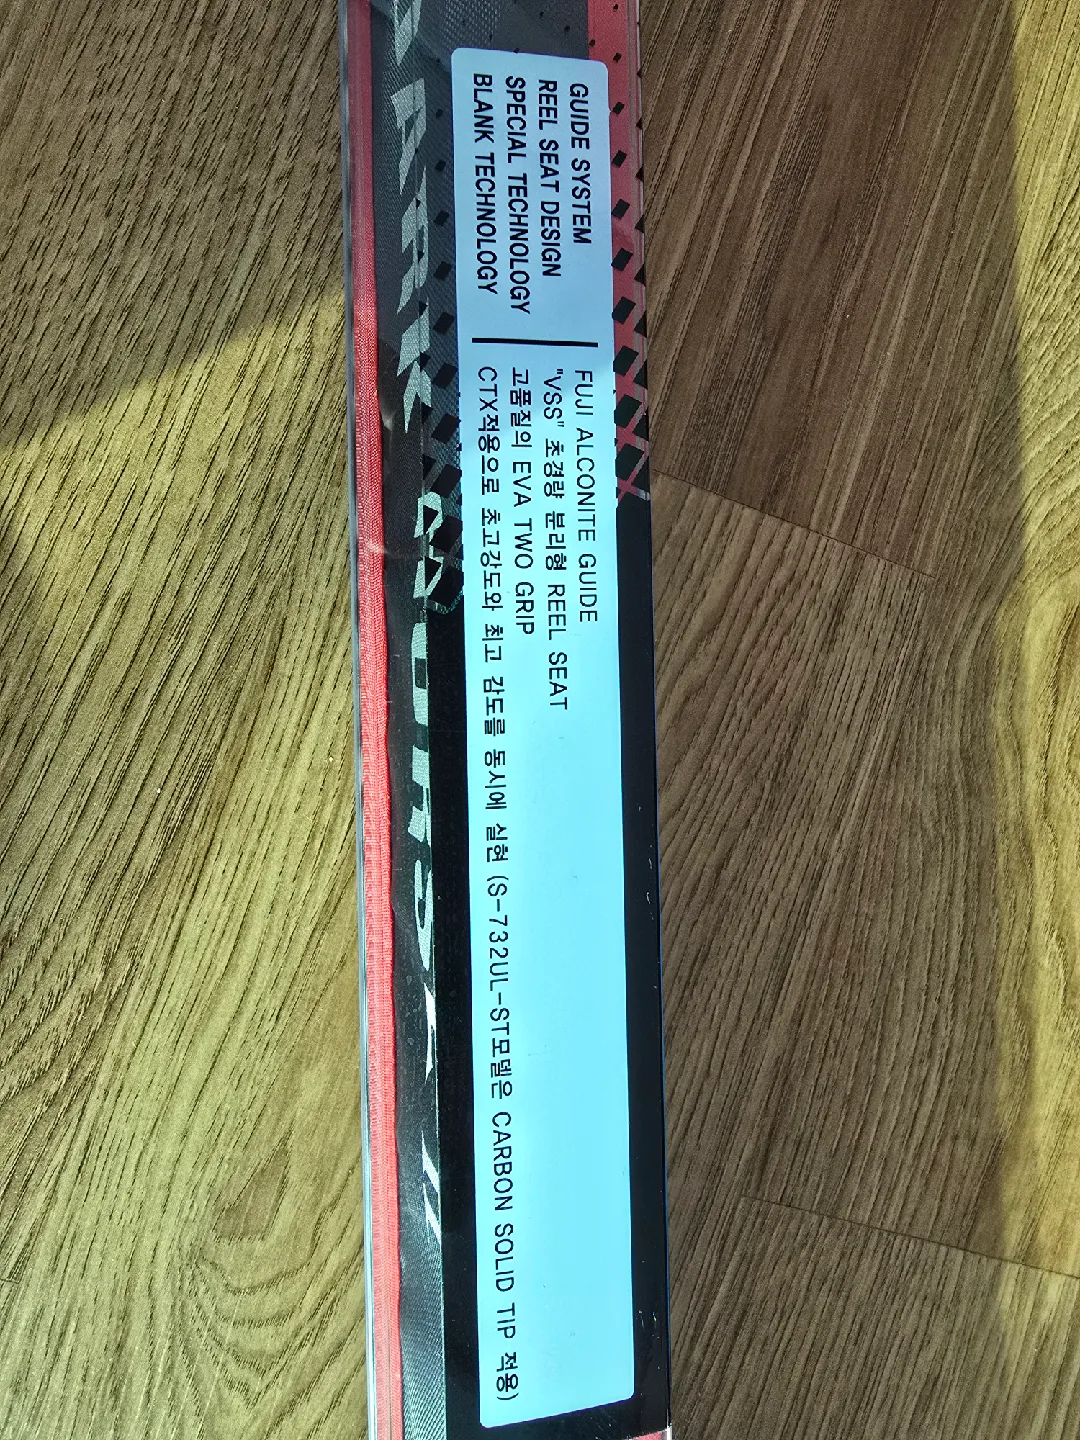 GUIDE SYSTEM
REEL SEAT DESIGN
SPECIAL TECHNOLOGY
BLANK TECHNOLOGY
FUJI ALCONITE GUIDE
"VSS" 초경량 분리형 REEL SEAT
고품질의 EVA TWO GRIP
CTX적용으로 초고강도와 최고 감도를 동시에 실현 (S-732UL-ST모델은 CARBON SOLID TIP 적용)